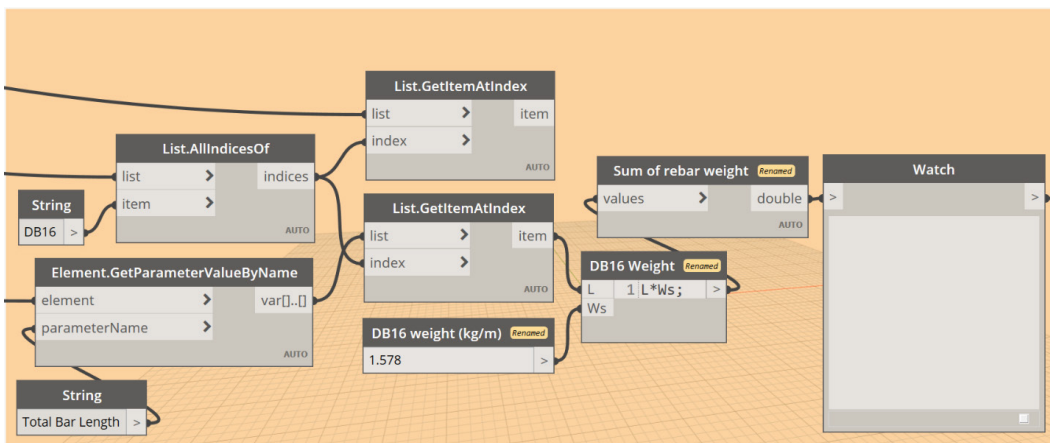 List.GetItemAtIndex
list > item
index >
AUTO
List.AllIndicesOf
list > indices
item >
AUTO
String
DB16 >
List.GetItemAtIndex
list > item
index >
AUTO
Element.GetParameterValueByName
element > var[]..[]
parameterName >
AUTO
String
Total Bar Length >
DB16 weight (kg/m) Renamed
1.578 >
DB16 Weight Renamed
L 1 L*Ws; >
Ws
Sum of rebar weight Renamed
values > double
AUTO
Watch
> >